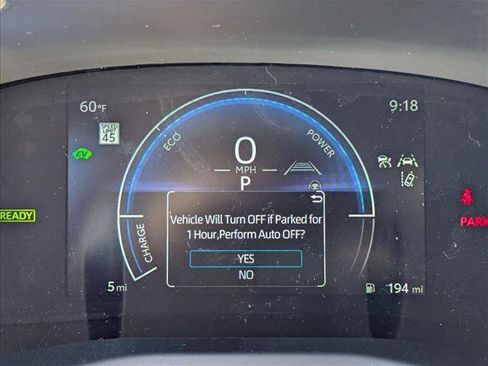 60°F
9:18
SPEED
LIMIT
45
ECO
POWER
EV
0
MPH
P
READY
PARK
CHARGE
Vehicle Will Turn OFF if Parked for
1 Hour,Perform Auto OFF?
YES
NO
5 mi
194 mi